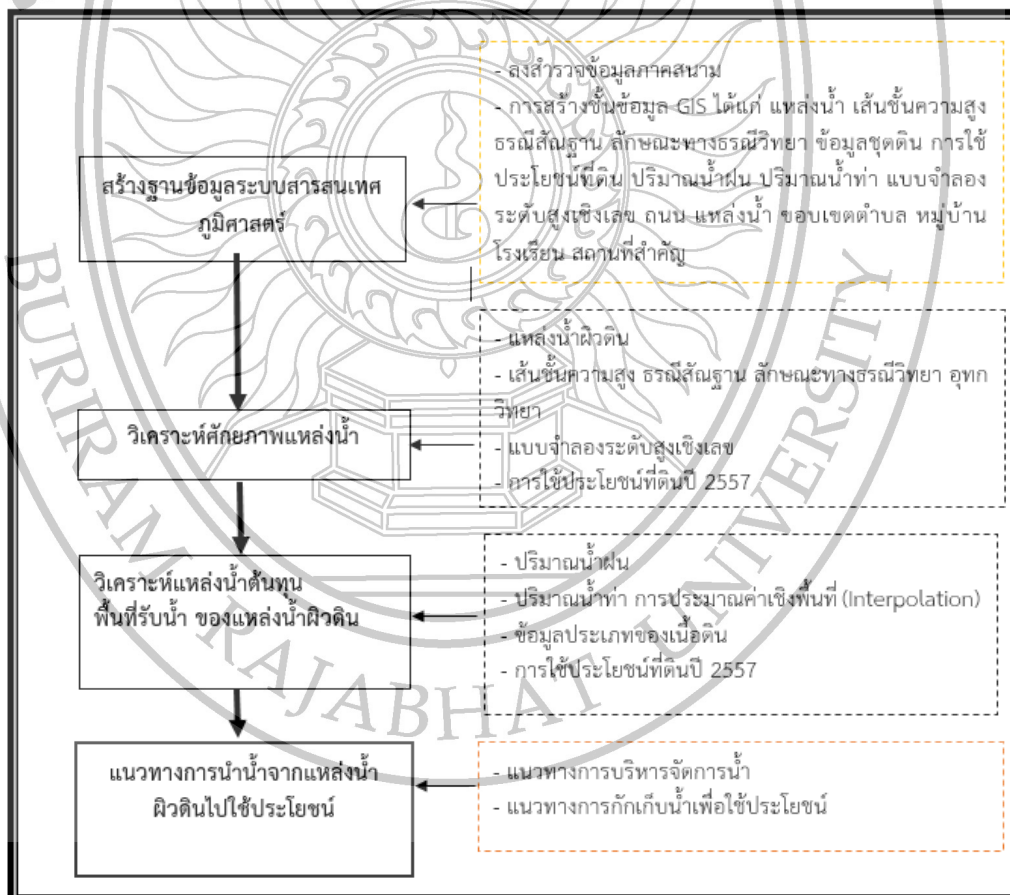 สร้างฐานข้อมูลระบบสารสนเทศ
ภูมิศาสตร์
- ลงสำรวจข้อมูลภาคสนาม
- การสร้างชั้นข้อมูล GIS ได้แก่ แหล่งน้ำ เส้นชั้นความสูง
ธรณีสัณฐาน ลักษณะทางธรณีวิทยา ข้อมูลชุดดิน การใช้
ประโยชน์ที่ดิน ปริมาณน้ำฝน ปริมาณน้ำท่า แบบจำลอง
ระดับสูงเชิงเลข ถนน แหล่งน้ำ ขอบเขตตำบล หมู่บ้าน
โรงเรียน สถานที่สำคัญ
วิเคราะห์ศักยภาพแหล่งน้ำ
- แหล่งน้ำผิวดิน
- เส้นชั้นความสูง ธรณีสัณฐาน ลักษณะทางธรณีวิทยา อุทก
วิทยา
- แบบจำลองระดับสูงเชิงเลข
- การใช้ประโยชน์ที่ดินปี 2557
วิเคราะห์แหล่งน้ำต้นทุน
พื้นที่รับน้ำ ของแหล่งน้ำผิวดิน
- ปริมาณน้ำฝน
- ปริมาณน้ำท่า การประมาณค่าเชิงพื้นที่ (Interpolation)
- ข้อมูลประเภทของเนื้อดิน
- การใช้ประโยชน์ที่ดินปี 2557
แนวทางการนำน้ำจากแหล่งน้ำ
ผิวดินไปใช้ประโยชน์
- แนวทางการบริหารจัดการน้ำ
- แนวทางการกักเก็บน้ำเพื่อใช้ประโยชน์
BURIRAM RAJABHAT UNIVERSITY